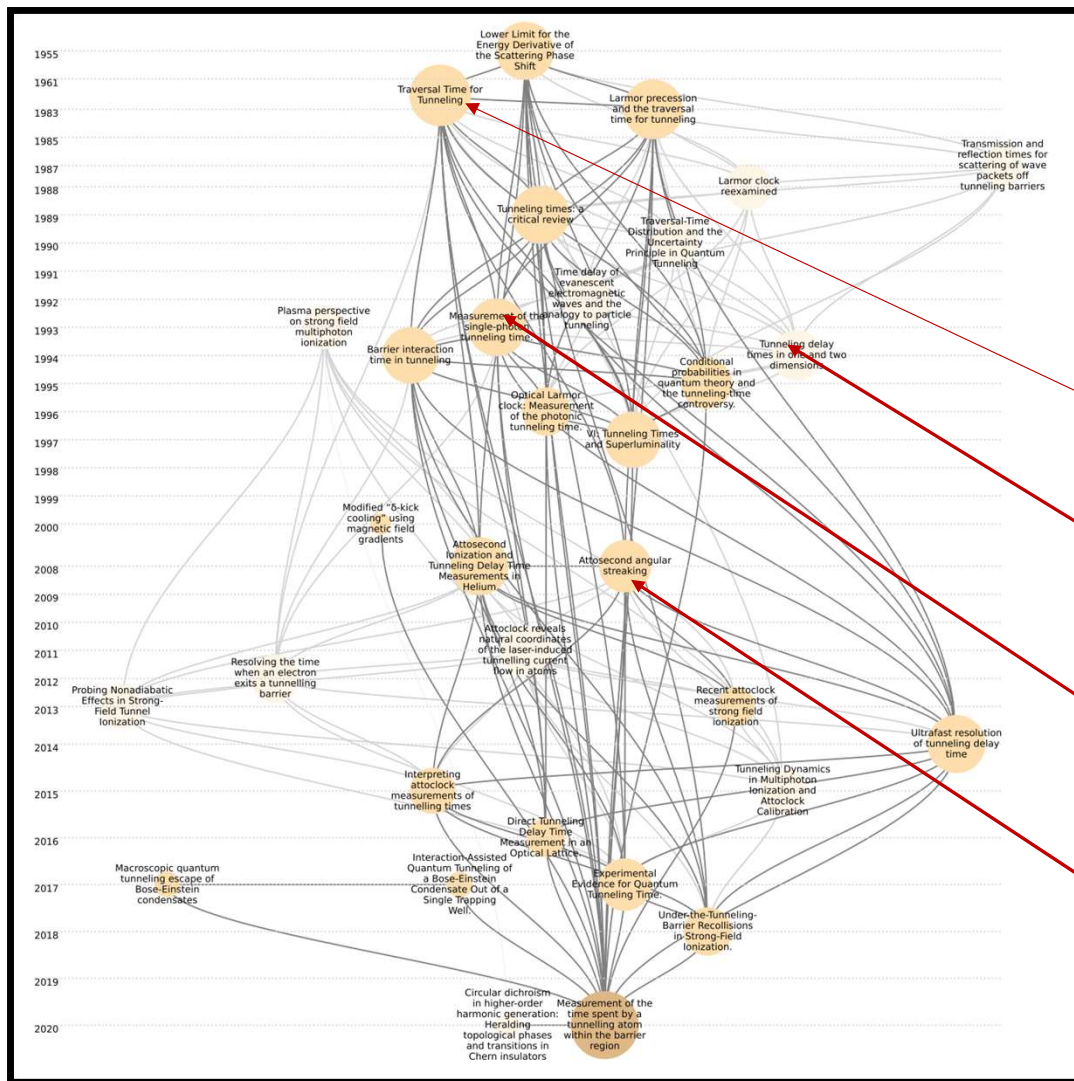 1955
Lower Limit for the
Energy Derivative of
the Scattering Phase
Shift
1961
Traversal Time for
Tunneling
1983
Larmor precession
and the traversal
time for tunneling
1985
Transmission and
reflection times for
scattering of wave
packets off
tunneling barriers
1987
Larmor clock
reexamined
1988
1989
Tunneling times: a
critical review
Traversal-Time
Distribution and the
Uncertainty
Principle in Quantum
Tunneling
1990
1991
Time delay of
evanescent
electromagnetic
waves and the
analogy to particle
tunneling
1992
Plasma perspective
on strong field
multiphoton
ionization
Measurement of the
single-photon
tunneling time.
1993
Barrier interaction
time in tunneling
Tunneling delay
times in one and two
dimensions
1994
Conditional
probabilities in
quantum theory and
the tunneling-time
controversy.
1995
Optical Larmor
clock: Measurement
of the photonic
tunneling time.
1996
VI: Tunneling Times
and Superluminality
1997
1998
1999
Modified "δ-kick
cooling" using
magnetic field
gradients
2000
Attosecond
Ionization and
Tunneling Delay Time
Measurements in
Helium.
Attosecond angular
streaking
2008
2009
2010
Attoclock reveals
natural coordinates
of the laser-induced
tunnelling current
flow in atoms
2011
Resolving the time
when an electron
exits a tunnelling
barrier
2012
Probing Nonadiabatic
Effects in Strong-
Field Tunnel
Ionization
Recent attoclock
measurements of
strong field
ionization
2013
Ultrafast resolution
of tunneling delay
time
2014
Interpreting
attoclock
measurements of
tunnelling times
Tunneling Dynamics
in Multiphoton
Ionization and
Attoclock
Calibration
2015
Direct Tunneling
Delay Time
Measurement in an
Optical Lattice.
2016
Macroscopic quantum
tunneling escape of
Bose-Einstein
condensates
Interaction-Assisted
Quantum Tunneling of
a Bose-Einstein
Condensate Out of a
Single Trapping
Well.
Experimental
Evidence for Quantum
Tunneling Time.
2017
Under-the-Tunneling-
Barrier Recollisions
in Strong-Field
Ionization.
2018
2019
Circular dichroism
in higher-order
harmonic generation:
Heralding
topological phases
and transitions in
Chern insulators
Measurement of the
time spent by a
tunnelling atom
within the barrier
region
2020